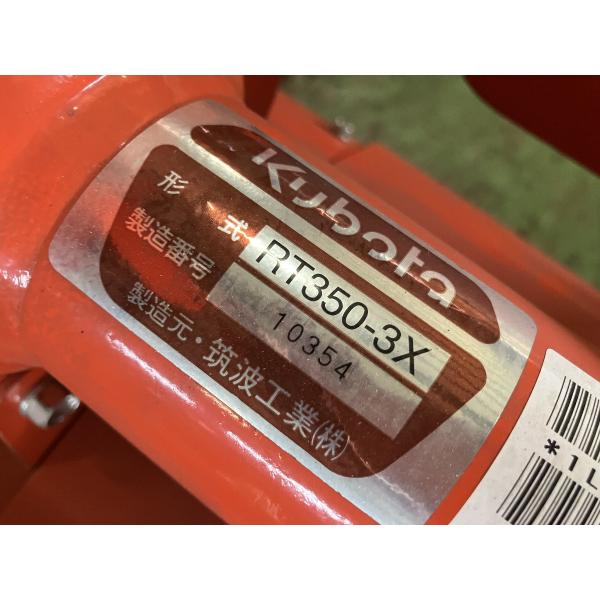 Kubota
形 式 RT350-3X
製造番号 10354
製造元・筑波工業(株)
*1L